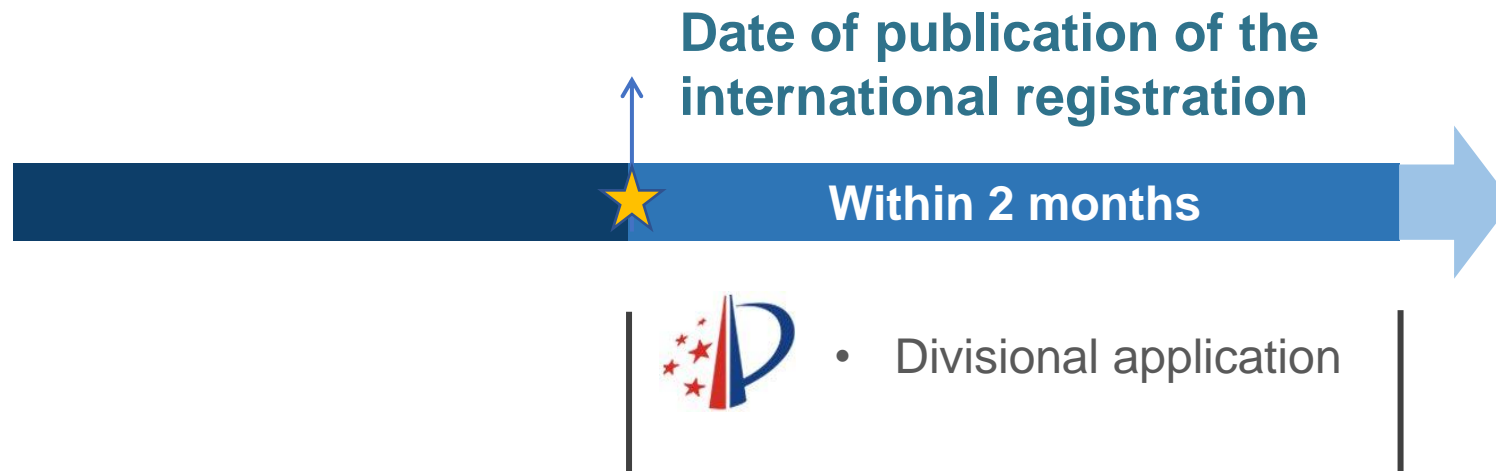 Date of publication of the
international registration
Within 2 months
• Divisional application